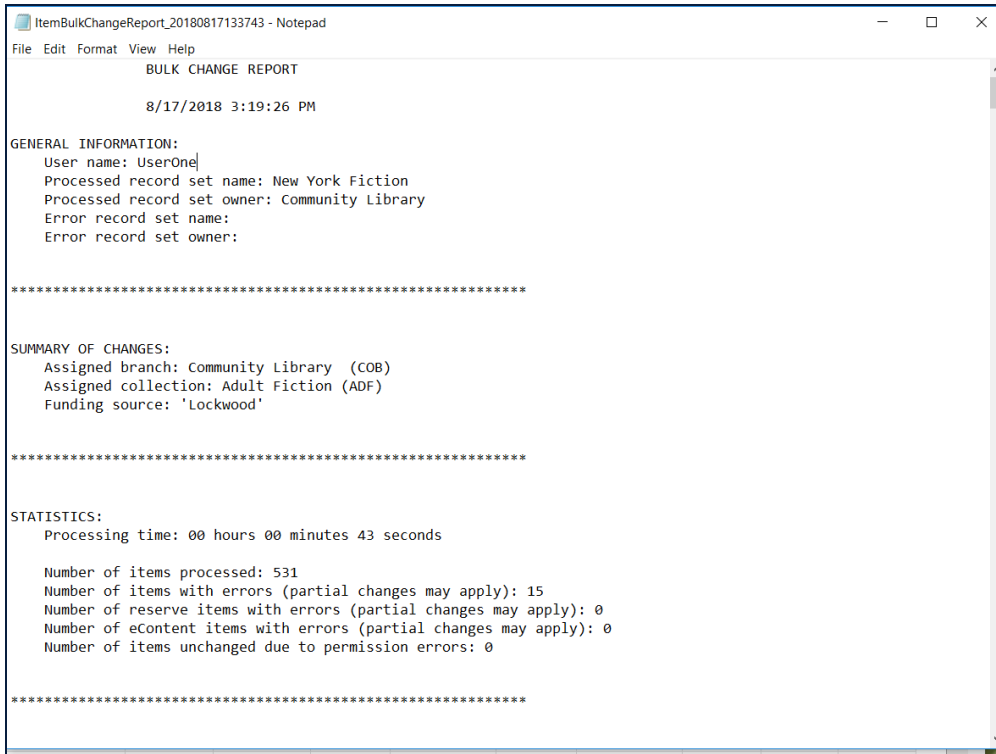 ItemBulkChangeReport_20180817133743 - Notepad
File Edit Format View Help
BULK CHANGE REPORT
8/17/2018 3:19:26 PM
GENERAL INFORMATION:
User name: UserOne
Processed record set name: New York Fiction
Processed record set owner: Community Library
Error record set name:
Error record set owner:
*************************************************************
SUMMARY OF CHANGES:
Assigned branch: Community Library  (COB)
Assigned collection: Adult Fiction (ADF)
Funding source: 'Lockwood'
*************************************************************
STATISTICS:
Processing time: 00 hours 00 minutes 43 seconds
Number of items processed: 531
Number of items with errors (partial changes may apply): 15
Number of reserve items with errors (partial changes may apply): 0
Number of eContent items with errors (partial changes may apply): 0
Number of items unchanged due to permission errors: 0
*************************************************************